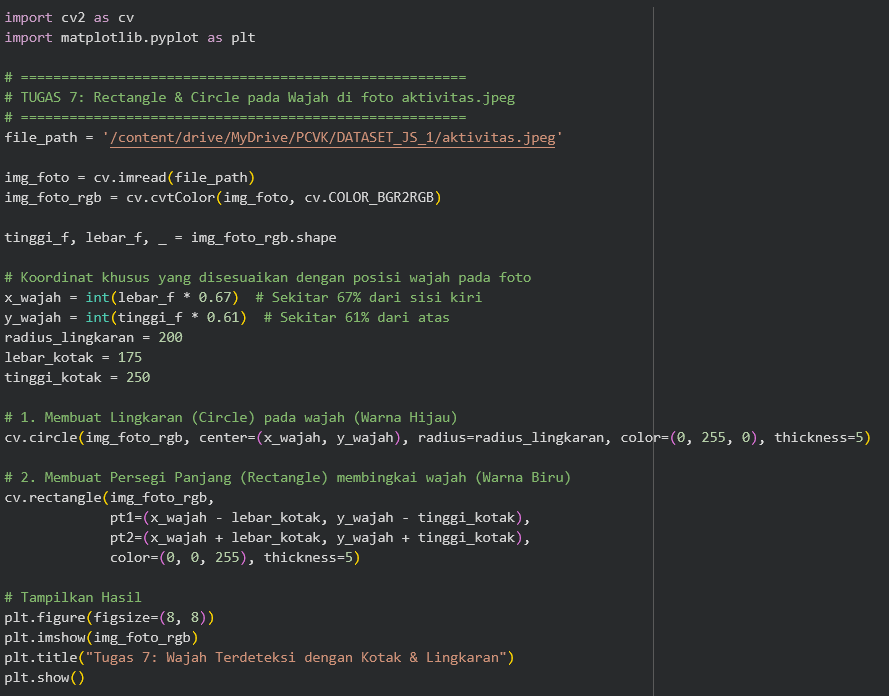 import cv2 as cv
import matplotlib.pyplot as plt
# =======================================================
# TUGAS 7: Rectangle & Circle pada Wajah di foto aktivitas.jpeg
# =======================================================
file_path = '/content/drive/MyDrive/PCVK/DATASET_JS_1/aktivitas.jpeg'
img_foto = cv.imread(file_path)
img_foto_rgb = cv.cvtColor(img_foto, cv.COLOR_BGR2RGB)
tinggi_f, lebar_f, _ = img_foto_rgb.shape
# Koordinat khusus yang disesuaikan dengan posisi wajah pada foto
x_wajah = int(lebar_f * 0.67)  # Sekitar 67% dari sisi kiri
y_wajah = int(tinggi_f * 0.61)  # Sekitar 61% dari atas
radius_lingkaran = 200
lebar_kotak = 175
tinggi_kotak = 250
# 1. Membuat Lingkaran (Circle) pada wajah (Warna Hijau)
cv.circle(img_foto_rgb, center=(x_wajah, y_wajah), radius=radius_lingkaran, color=(0, 255, 0), thickness=5)
# 2. Membuat Persegi Panjang (Rectangle) membingkai wajah (Warna Biru)
cv.rectangle(img_foto_rgb,
             pt1=(x_wajah - lebar_kotak, y_wajah - tinggi_kotak),
             pt2=(x_wajah + lebar_kotak, y_wajah + tinggi_kotak),
             color=(0, 0, 255), thickness=5)
# Tampilkan Hasil
plt.figure(figsize=(8, 8))
plt.imshow(img_foto_rgb)
plt.title("Tugas 7: Wajah Terdeteksi dengan Kotak & Lingkaran")
plt.show()